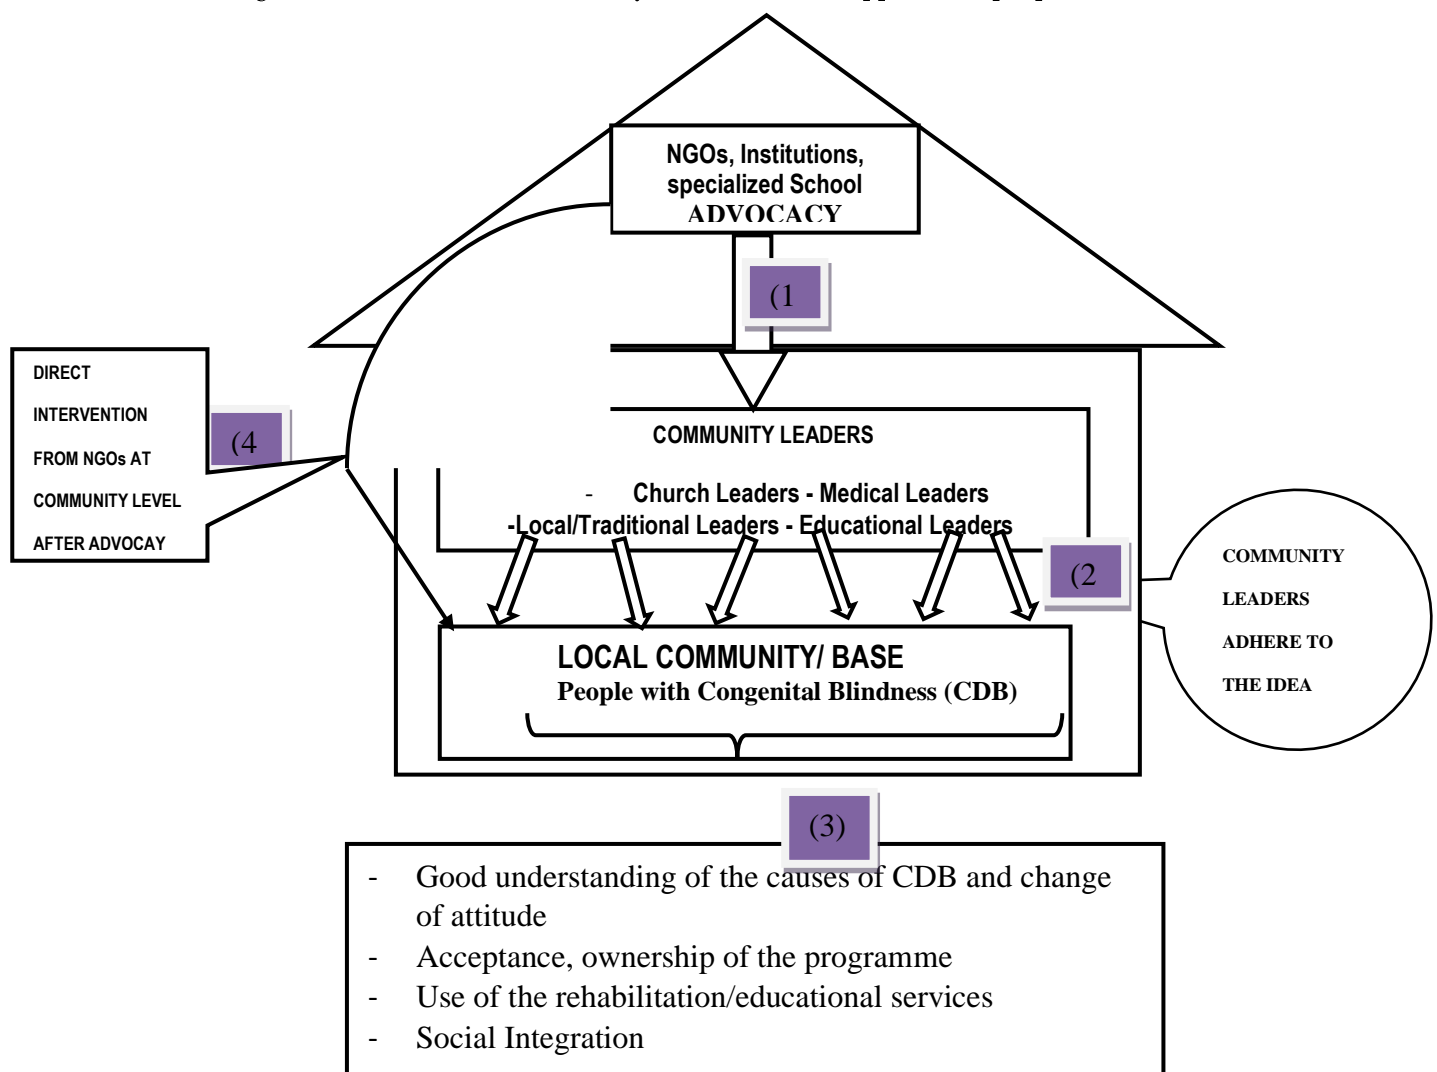 NGOs, Institutions,
specialized School
ADVOCACY
(1
DIRECT
INTERVENTION
FROM NGOs AT
COMMUNITY LEVEL
AFTER ADVOCAY
(4
COMMUNITY LEADERS
- Church Leaders - Medical Leaders
-Local/Traditional Leaders - Educational Leaders
(2
COMMUNITY
LEADERS
ADHERE TO
THE IDEA
LOCAL COMMUNITY/ BASE
People with Congenital Blindness (CDB)
(3)
- Good understanding of the causes of CDB and change
of attitude
- Acceptance, ownership of the programme
- Use of the rehabilitation/educational services
- Social Integration